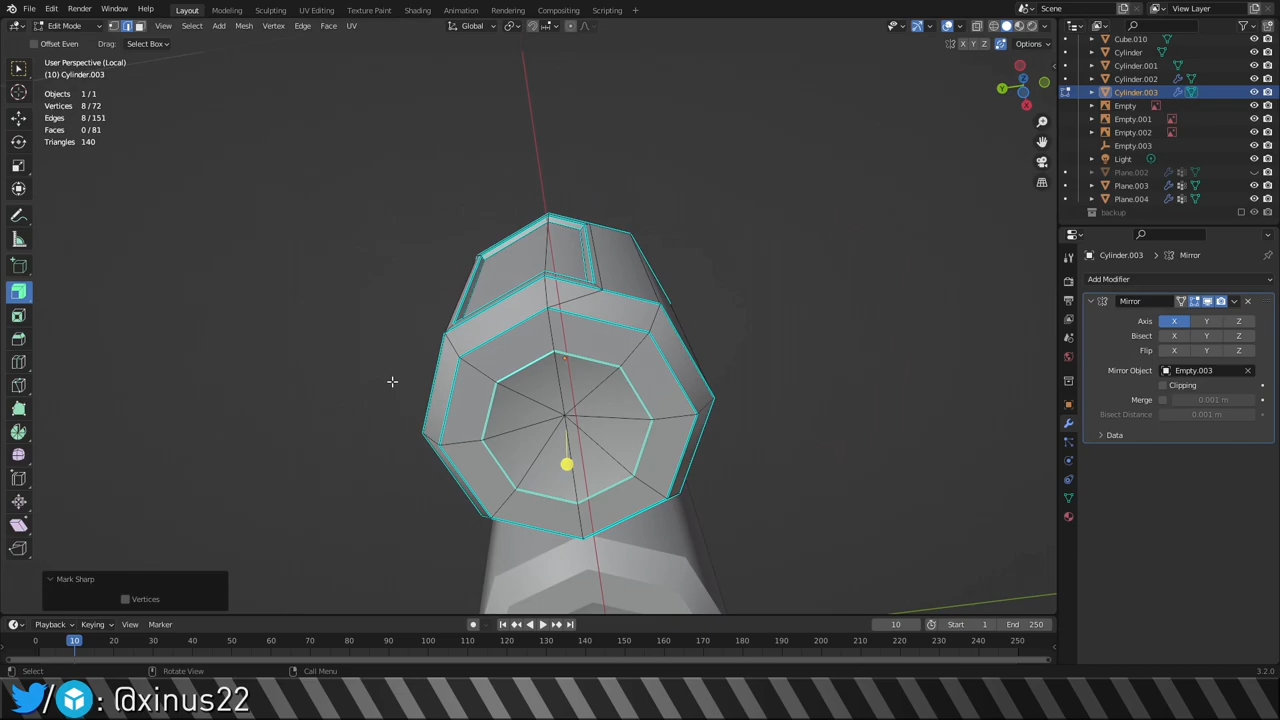 File Edit Render Window Help Layout Modeling Sculpting UV Editing Texture Paint Shading Animation Rendering Compositing Scripting + Scene View Layer
Edit Mode View Select Add Mesh Vertex Edge Face UV Global
Offset Even Drag: Select Box X Y Z Options
User Perspective (Local)
(10) Cylinder.003
Objects 1/1
Vertices 8/72
Edges 8/151
Faces 0/81
Triangles 140
Cube.010
Cylinder
Cylinder.001
Cylinder.002
Cylinder.003
Empty
Empty.001
Empty.002
Empty.003
Light
Plane.002
Plane.003
Plane.004
backup
Cylinder.003 > Mirror
Add Modifier
Mirror
Axis X Y Z
Bisect X Y Z
Flip X Y Z
Mirror Object Empty.003
Clipping
Merge 0.001 m
Bisect Distance 0.001 m
Data
Mark Sharp
Vertices
Playback Keying View Marker 10 Start 1 End 250
0 10 20 30 40 50 60 70 80 90 100 110 120 130 140 150 160 170 180 190 200 210 220 230 240 250
Select Rotate View Call Menu 3.2.0
: @xinus22